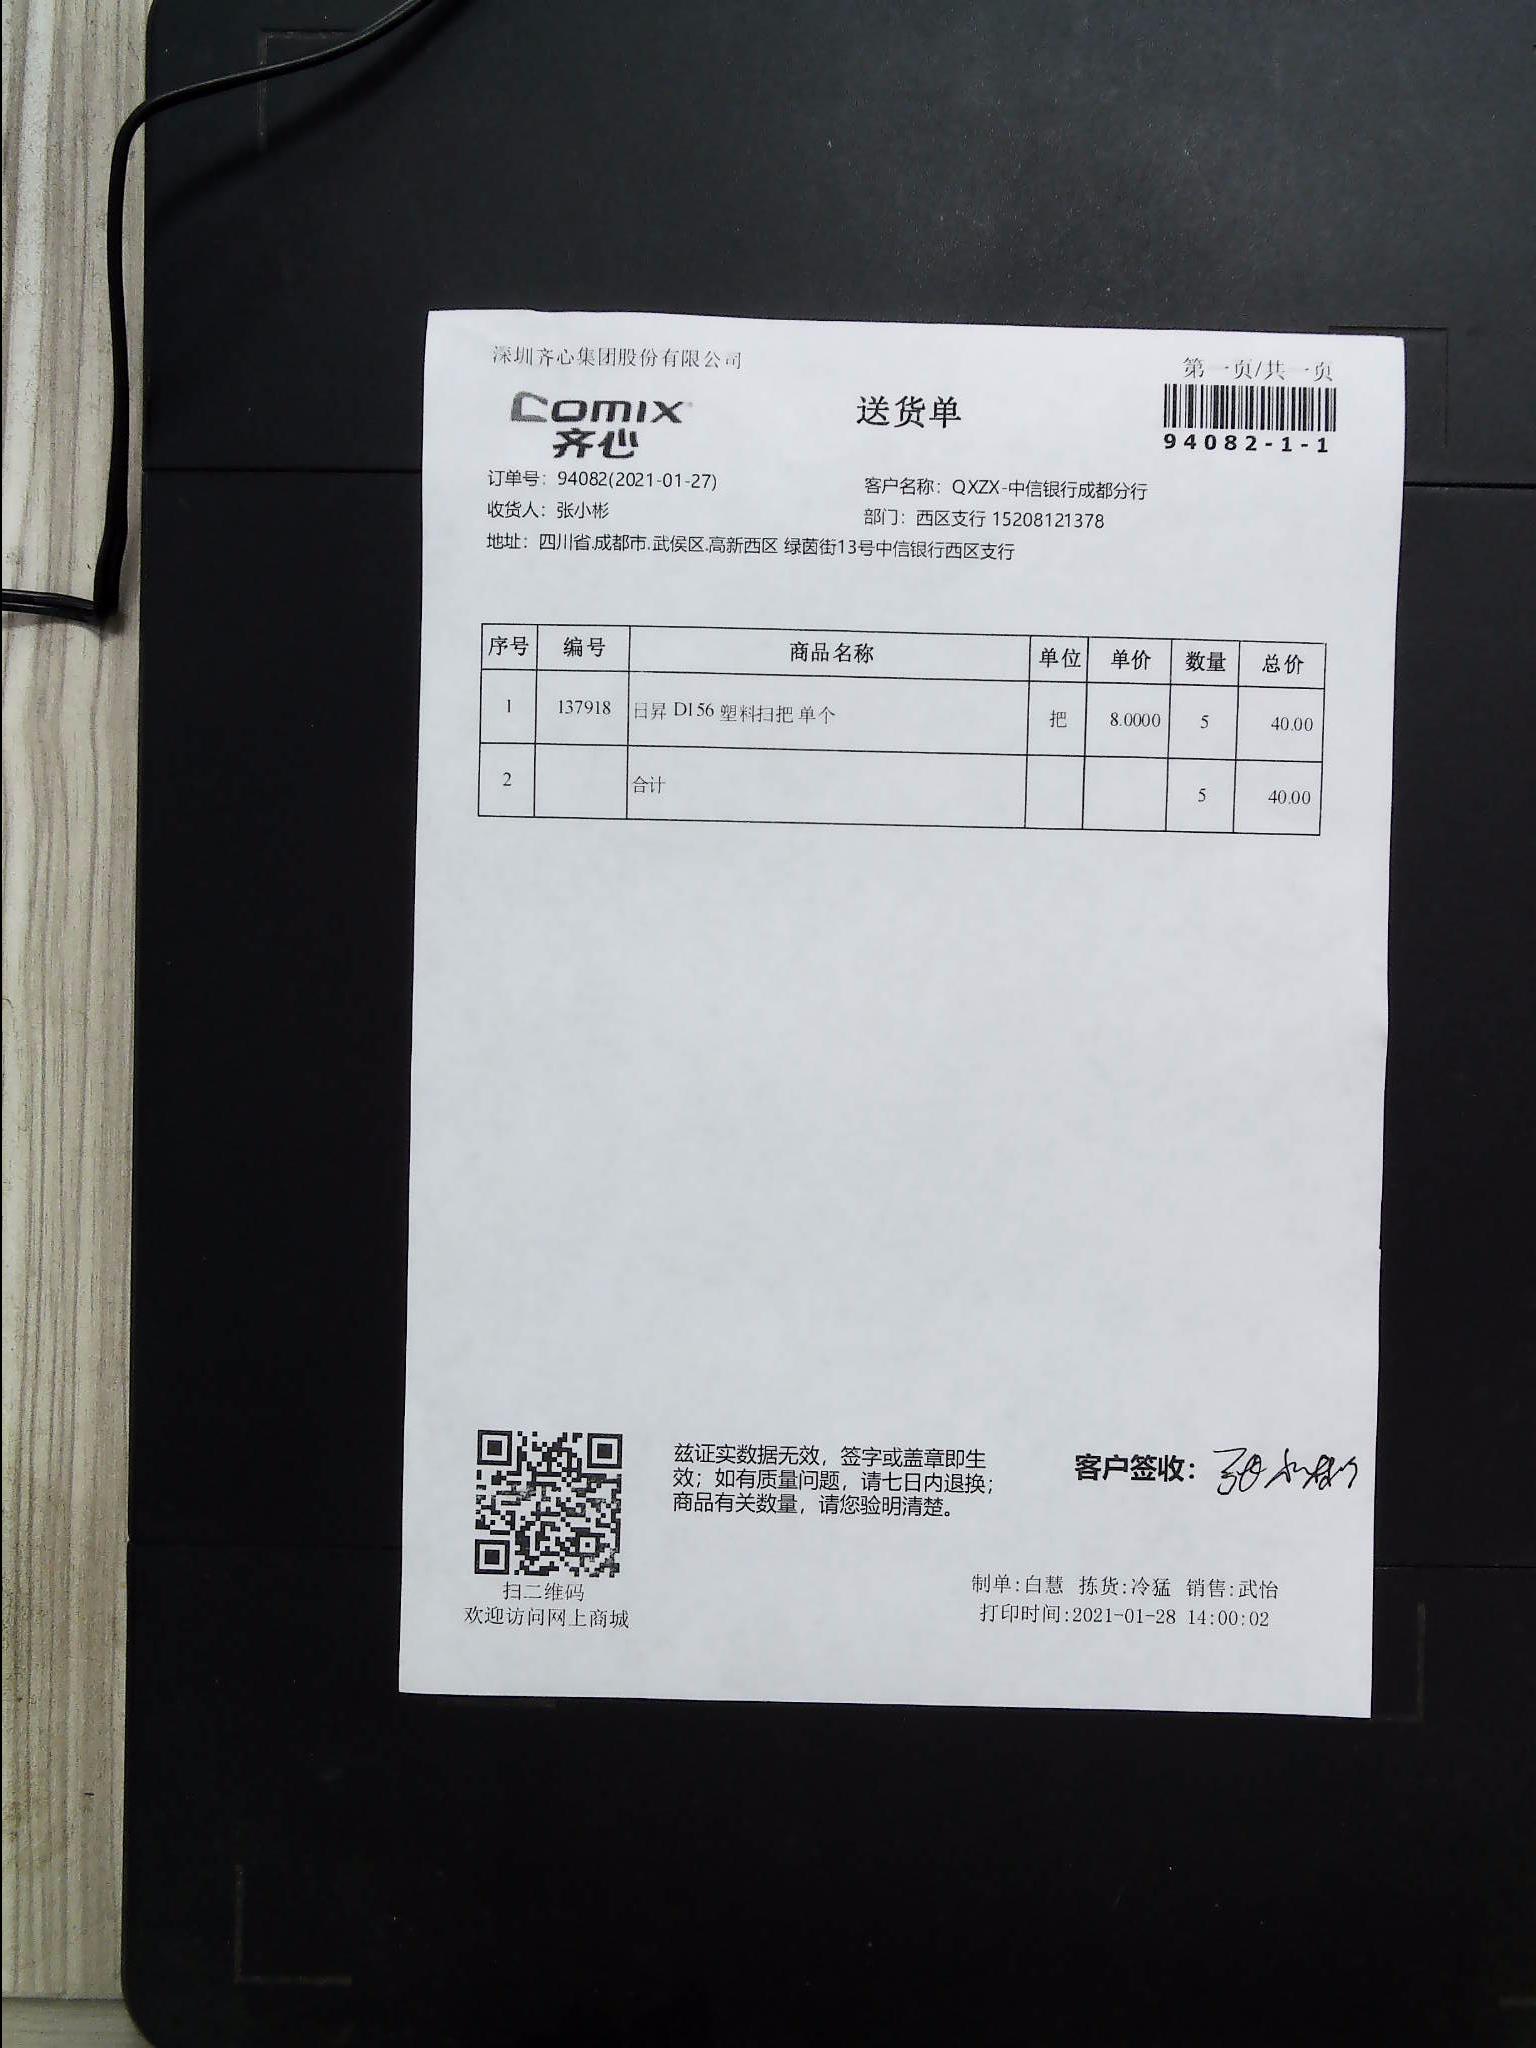 深圳齐心集团股份有限公司
第一页/共一页
COMIX
齐心
送货单
94082-1-1
订单号：94082(2021-01-27)
客户名称：QXZX-中信银行成都分行
收货人：张小彬
部门：西区支行 15208121378
地址：四川省.成都市.武侯区.高新西区 绿茵街13号中信银行西区支行
序号 编号 商品名称 单位 单价 数量 总价
1 137918 日昇 D156 塑料扫把 单个 把 8.0000 5 40.00
2 合计 5 40.00
兹证实数据无效，签字或盖章即生
效；如有质量问题，请七日内退换；
商品有关数量，请您验明清楚。
客户签收：张小彬
扫二维码
欢迎访问网上商城
制单:白慧 拣货:冷猛 销售:武怡
打印时间:2021-01-28 14:00:02